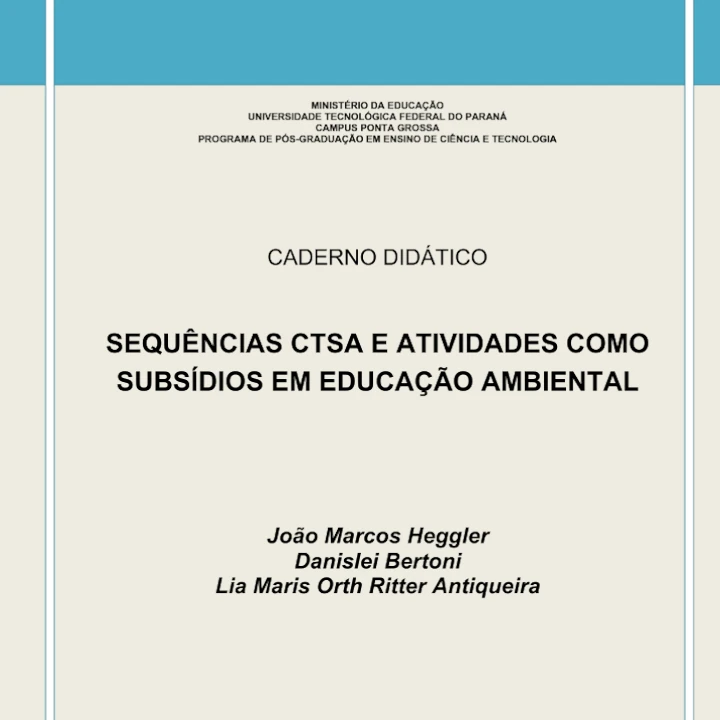 MINISTÉRIO DA EDUCAÇÃO
UNIVERSIDADE TECNOLÓGICA FEDERAL DO PARANÁ
CAMPUS PONTA GROSSA
PROGRAMA DE PÓS-GRADUAÇÃO EM ENSINO DE CIÊNCIA E TECNOLOGIA
CADERNO DIDÁTICO
SEQUÊNCIAS CTSA E ATIVIDADES COMO
SUBSÍDIOS EM EDUCAÇÃO AMBIENTAL
João Marcos Heggler
Danislei Bertoni
Lia Maris Orth Ritter Antiqueira